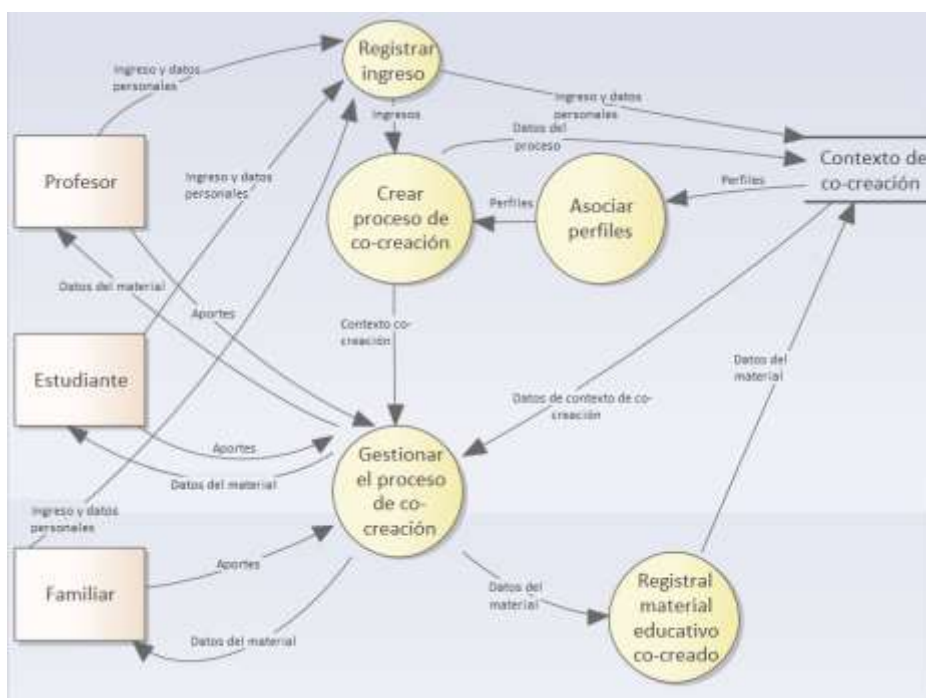 Registrar
ingreso
Ingreso y datos
personales
Ingresos
Ingreso y datos
personales
Datos del
proceso
Profesor
Ingreso y datos
personales
Crear
proceso de
co-creación
Perfiles
Asociar
perfiles
Perfiles
Contexto de
co-creación
Datos del material
Aportes
Contexto co-
creación
Estudiante
Datos del
material
Datos de contexto de co-
creación
Aportes
Datos del material
Gestionar
el proceso
de co-
creación
Ingreso y datos
personales
Familiar
Aportes
Datos del material
Datos del
material
Registral
material
educativo
co-creado